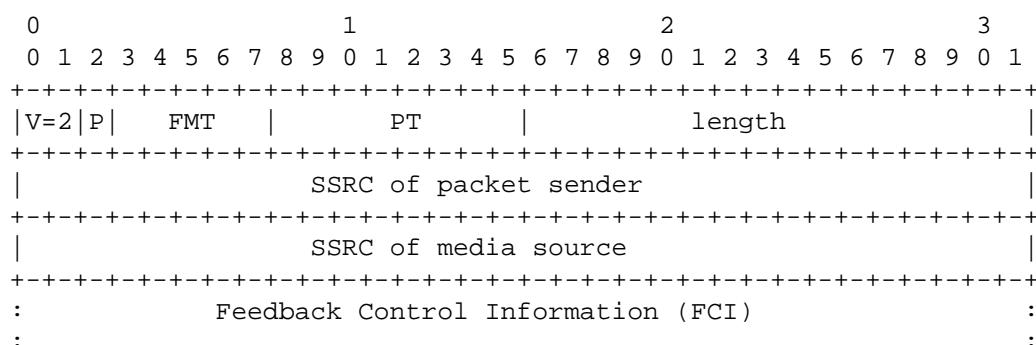 0                   1                   2                   3
 0 1 2 3 4 5 6 7 8 9 0 1 2 3 4 5 6 7 8 9 0 1 2 3 4 5 6 7 8 9 0 1
+-+-+-+-+-+-+-+-+-+-+-+-+-+-+-+-+-+-+-+-+-+-+-+-+-+-+-+-+-+-+-+-+
|V=2|P|   FMT   |       PT      |          length               |
+-+-+-+-+-+-+-+-+-+-+-+-+-+-+-+-+-+-+-+-+-+-+-+-+-+-+-+-+-+-+-+-+
|                  SSRC of packet sender                        |
+-+-+-+-+-+-+-+-+-+-+-+-+-+-+-+-+-+-+-+-+-+-+-+-+-+-+-+-+-+-+-+-+
|                  SSRC of media source                         |
+-+-+-+-+-+-+-+-+-+-+-+-+-+-+-+-+-+-+-+-+-+-+-+-+-+-+-+-+-+-+-+-+
:            Feedback Control Information (FCI)                 :
:                                                               :